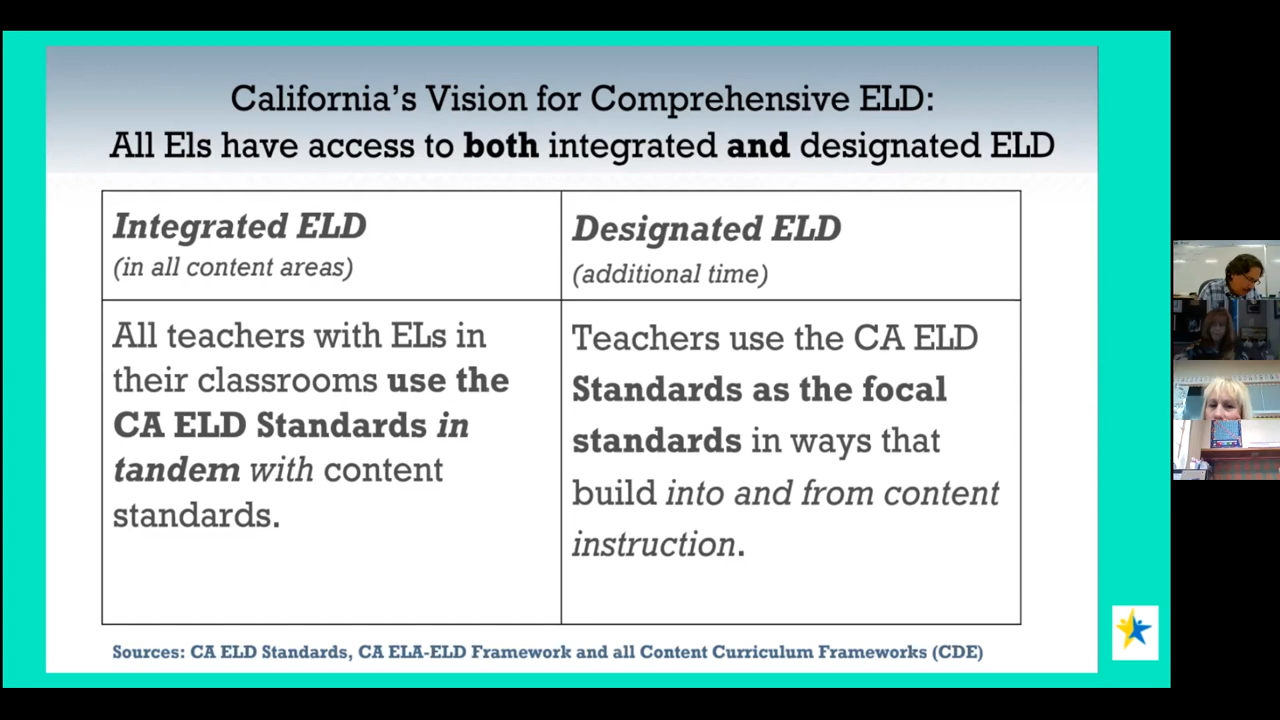 California's Vision for Comprehensive ELD:
All Els have access to both integrated and designated ELD
Integrated ELD
(in all content areas)
Designated ELD
(additional time)
All teachers with ELs in
their classrooms use the
CA ELD Standards in
tandem with content
standards.
Teachers use the CA ELD
Standards as the focal
standards in ways that
build into and from content
instruction.
Sources: CA ELD Standards, CA ELA-ELD Framework and all Content Curriculum Frameworks (CDE)